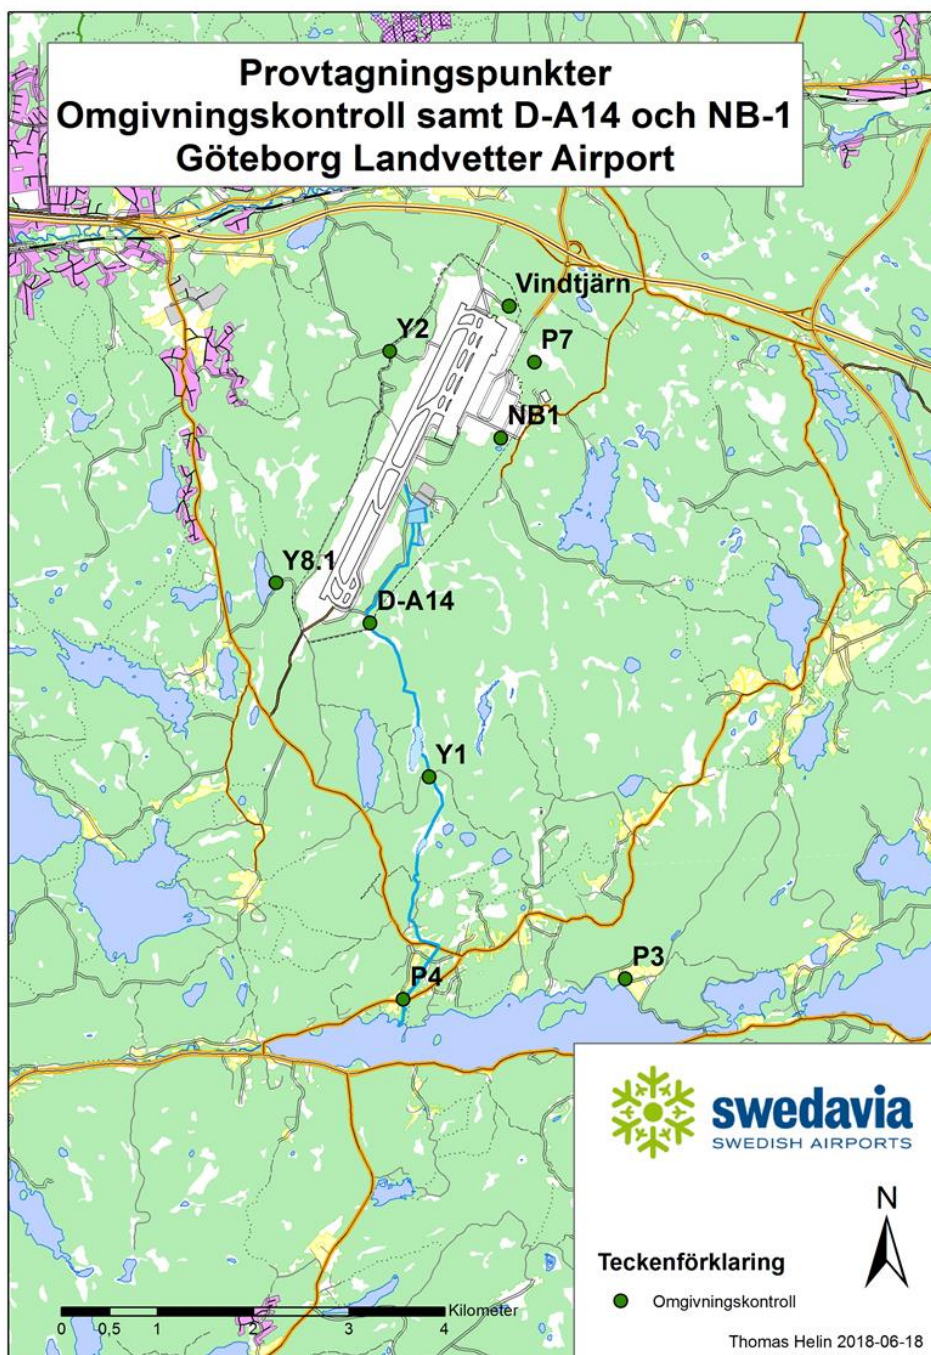 Provtagningspunkter
Omgivningskontroll samt D-A14 och NB-1
Göteborg Landvetter Airport
Vindtjärn
Y2
P7
NB1
Y8.1
D-A14
Y1
P3
P4
swedavia
SWEDISH AIRPORTS
N
Teckenförklaring
Omgivningskontroll
Kilometer
0 0,5 1 2 3 4
Thomas Helin 2018-06-18